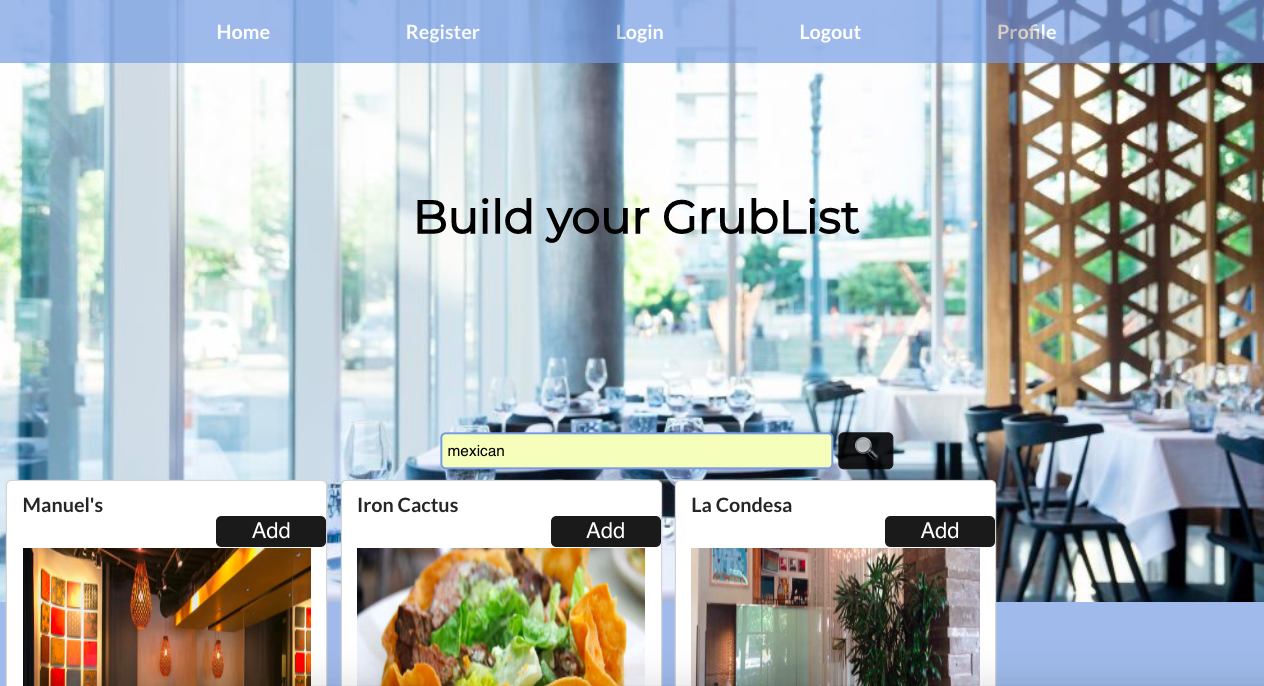 Home Register Login Logout Profile
Build your GrubList
mexican
Manuel's Iron Cactus La Condesa
Add Add Add